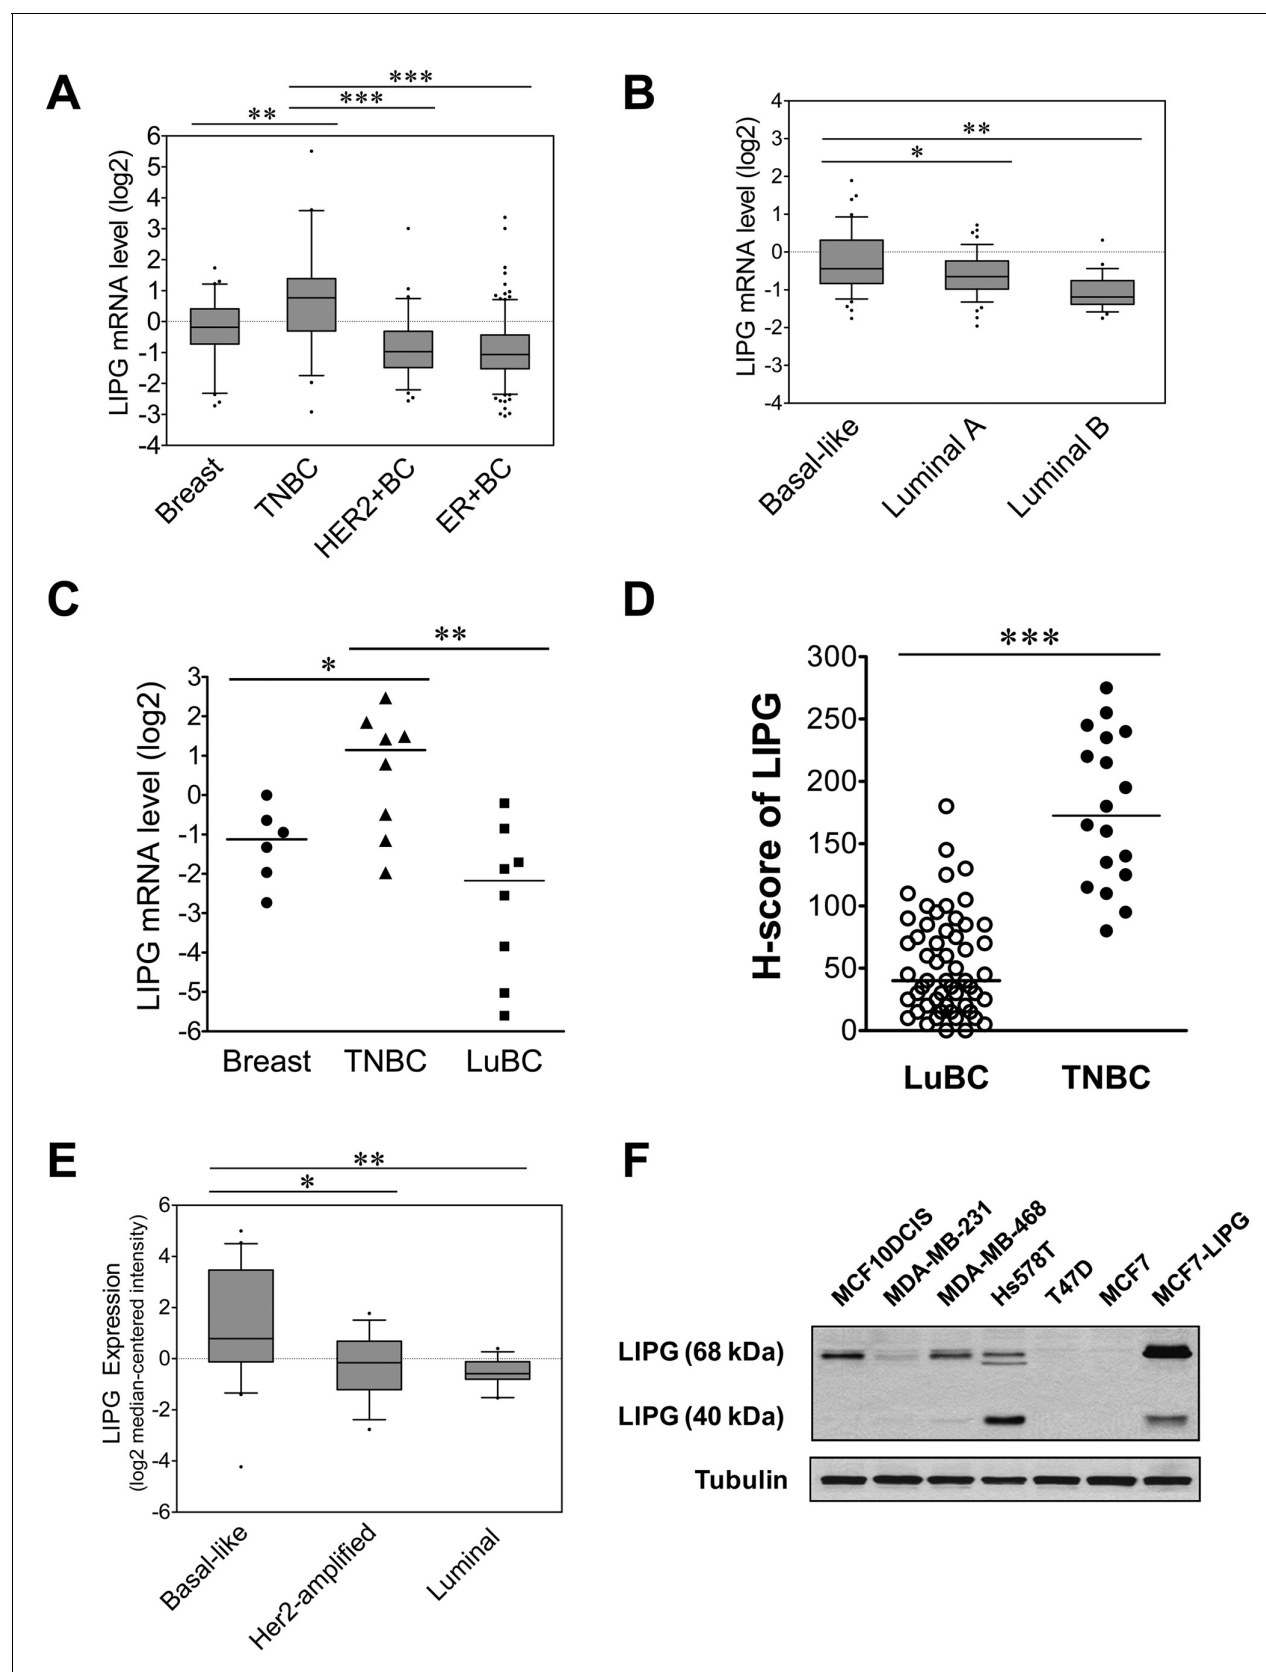 A
***
***
**
LIPG mRNA level (log2)
6
5
4
3
2
1
0
-1
-2
-3
-4
Breast
TNBC
HER2+BC
ER+BC
B
**
*
LIPG mRNA level (log2)
4
3
2
1
0
-1
-2
-3
-4
Basal-like
Luminal A
Luminal B
C
**
*
LIPG mRNA level (log2)
3
2
1
0
-1
-2
-3
-4
-5
-6
Breast
TNBC
LuBC
D
***
H-score of LIPG
300
250
200
150
100
50
0
LuBC
TNBC
E
**
*
LIPG Expression
(log2 median-centered intensity)
6
4
2
0
-2
-4
-6
Basal-like
Her2-amplified
Luminal
F
MCF10DCIS
MDA-MB-231
MDA-MB-468
Hs578T
T47D
MCF7
MCF7-LIPG
LIPG (68 kDa)
LIPG (40 kDa)
Tubulin